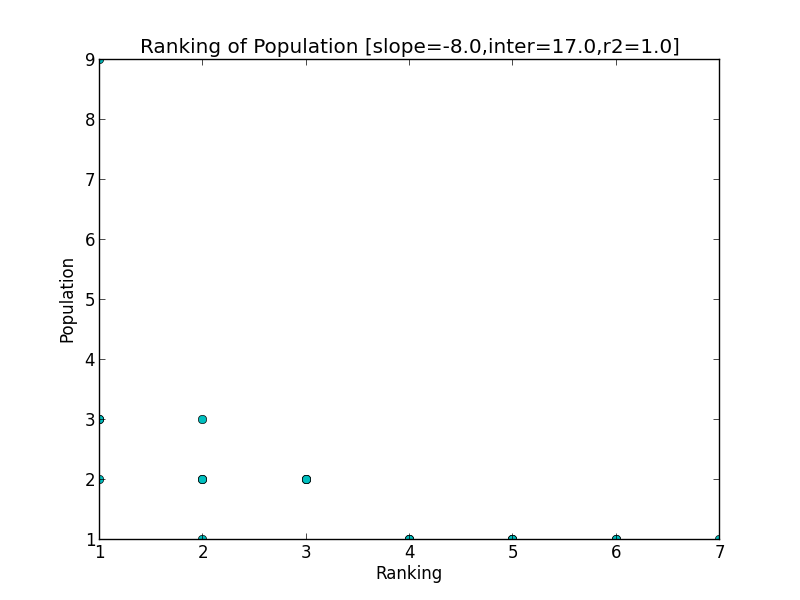 Ranking of Population [slope=-8.0,inter=17.0,r2=1.0]
9
8
7
6
5
4
3
2
1
Population
1 2 3 4 5 6 7
Ranking